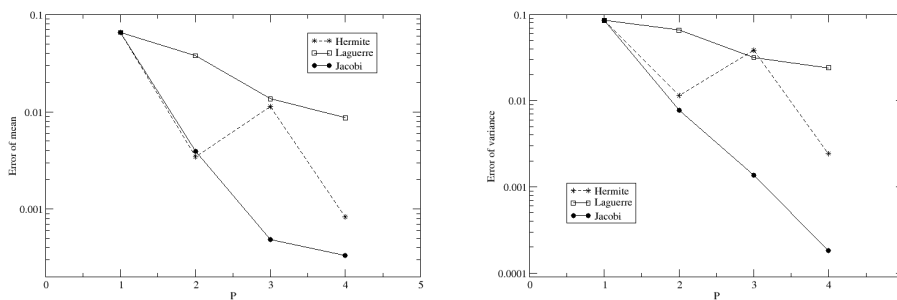 0.1
0.01
0.001
Error of mean
0
1
2
3
4
5
P
Hermite
Laguerre
Jacobi
0.1
0.01
0.001
0.0001
Error of variance
0
1
2
3
4
P
Hermite
Laguerre
Jacobi